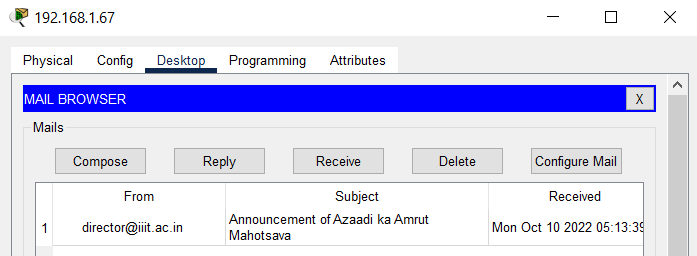 192.168.1.67
Physical Config Desktop Programming Attributes
MAIL BROWSER X
Mails
Compose Reply Receive Delete Configure Mail
From Subject Received
1 director@iiit.ac.in Announcement of Azaadi ka Amrut Mon Oct 10 2022 05:13:39
Mahotsava